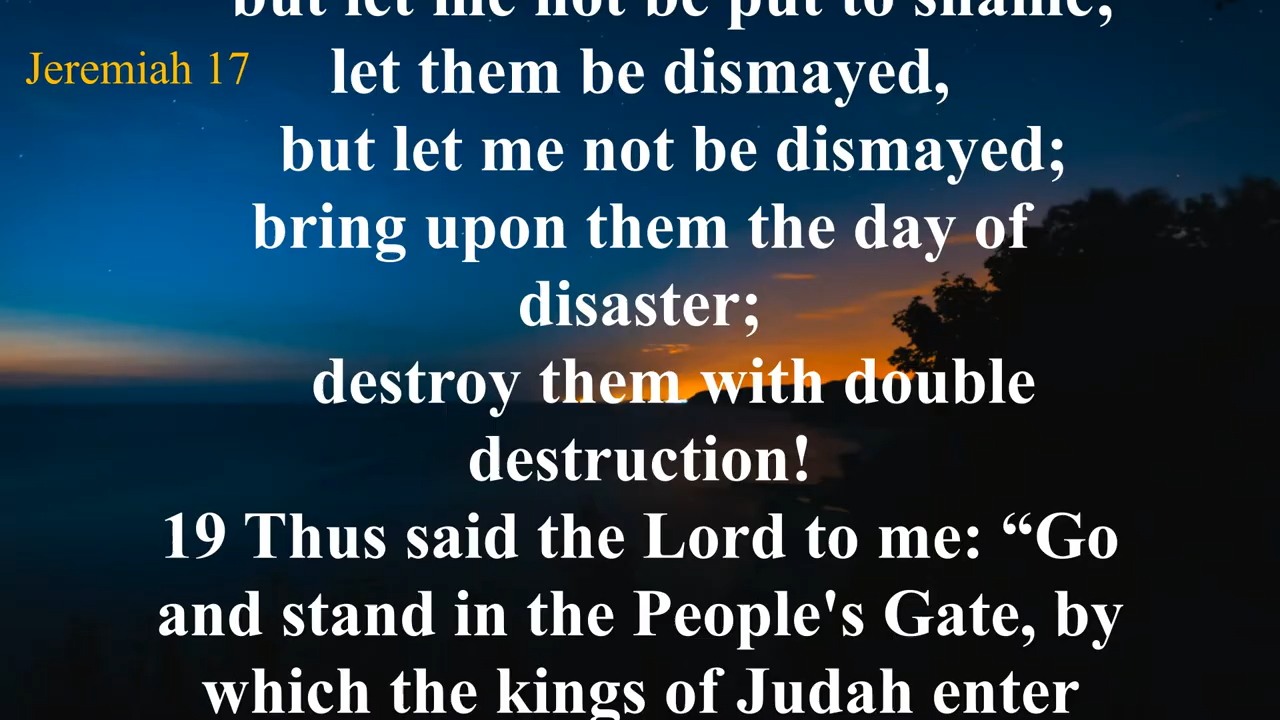 but let me not be put to shame;
Jeremiah 17
let them be dismayed,
but let me not be dismayed;
bring upon them the day of
disaster;
destroy them with double
destruction!
19 Thus said the Lord to me: “Go
and stand in the People's Gate, by
which the kings of Judah enter